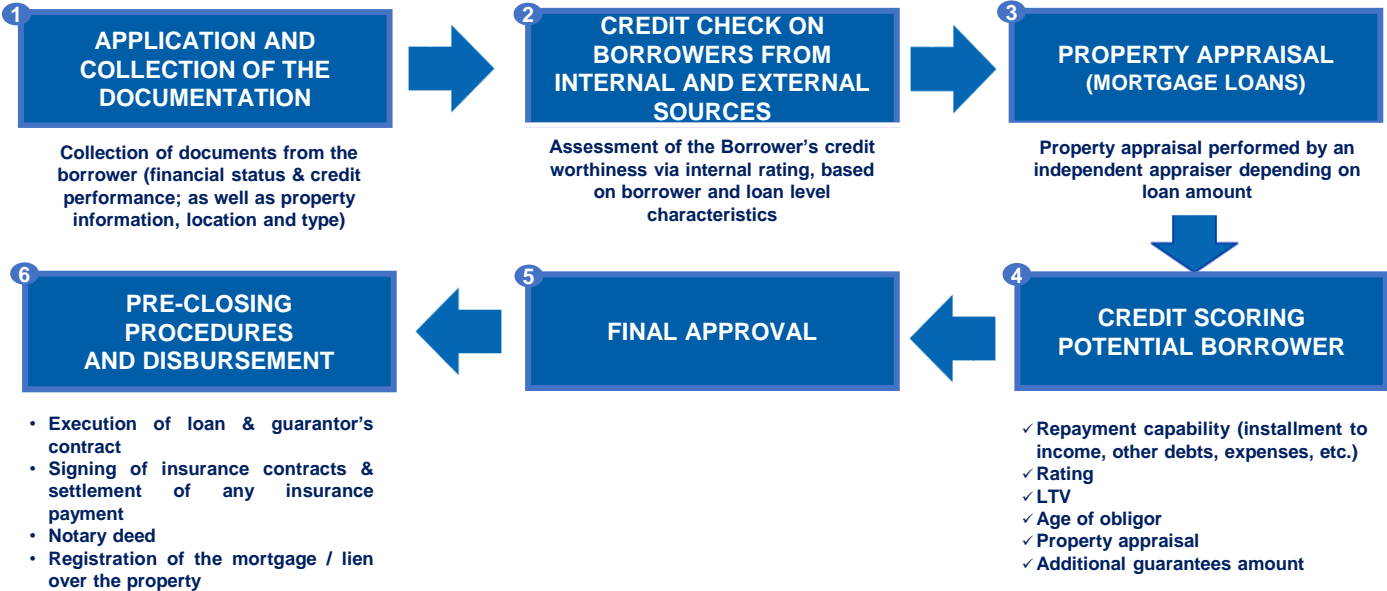 1
APPLICATION AND
COLLECTION OF THE
DOCUMENTATION
Collection of documents from the
borrower (financial status & credit
performance; as well as property
information, location and type)
2
CREDIT CHECK ON
BORROWERS FROM
INTERNAL AND EXTERNAL
SOURCES
Assessment of the Borrower's credit
worthiness via internal rating, based
on borrower and loan level
characteristics
3
PROPERTY APPRAISAL
(MORTGAGE LOANS)
Property appraisal performed by an
independent appraiser depending on
loan amount
4
CREDIT SCORING
POTENTIAL BORROWER
✓ Repayment capability (installment to
income, other debts, expenses, etc.)
✓ Rating
✓ LTV
✓ Age of obligor
✓ Property appraisal
✓ Additional guarantees amount
5
FINAL APPROVAL
6
PRE-CLOSING
PROCEDURES
AND DISBURSEMENT
• Execution of loan & guarantor's
contract
• Signing of insurance contracts &
settlement of any insurance
payment
• Notary deed
• Registration of the mortgage / lien
over the property